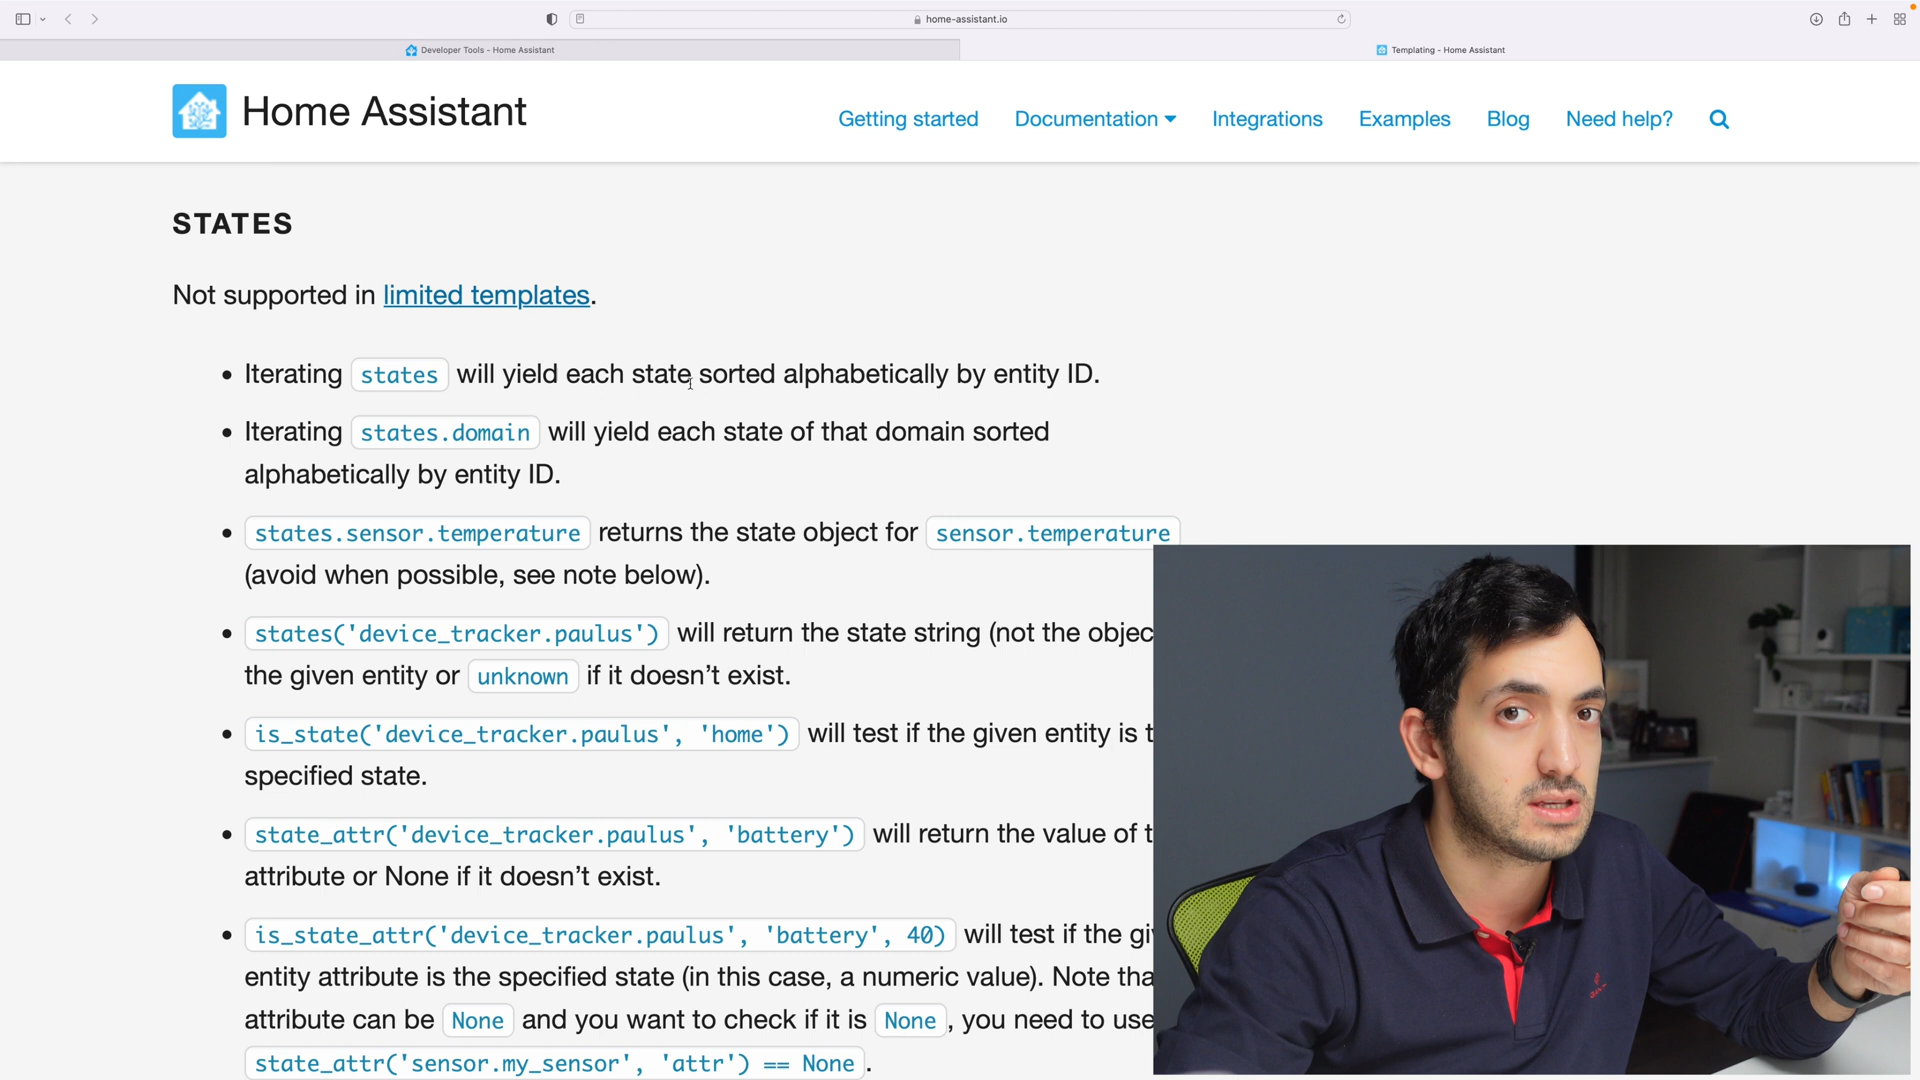 home-assistant.io
Developer Tools - Home Assistant
Templating - Home Assistant
Home Assistant
Getting started
Documentation
Integrations
Examples
Blog
Need help?
STATES
Not supported in limited templates.
Iterating states will yield each state sorted alphabetically by entity ID.
Iterating states.domain will yield each state of that domain sorted
alphabetically by entity ID.
states.sensor.temperature returns the state object for sensor.temperature
(avoid when possible, see note below).
states('device_tracker.paulus') will return the state string (not the objec
the given entity or unknown if it doesn’t exist.
is_state('device_tracker.paulus', 'home') will test if the given entity is t
specified state.
state_attr('device_tracker.paulus', 'battery') will return the value of t
attribute or None if it doesn’t exist.
is_state_attr('device_tracker.paulus', 'battery', 40) will test if the gi
entity attribute is the specified state (in this case, a numeric value). Note tha
attribute can be None and you want to check if it is None, you need to use
state_attr('sensor.my_sensor', 'attr') == None.